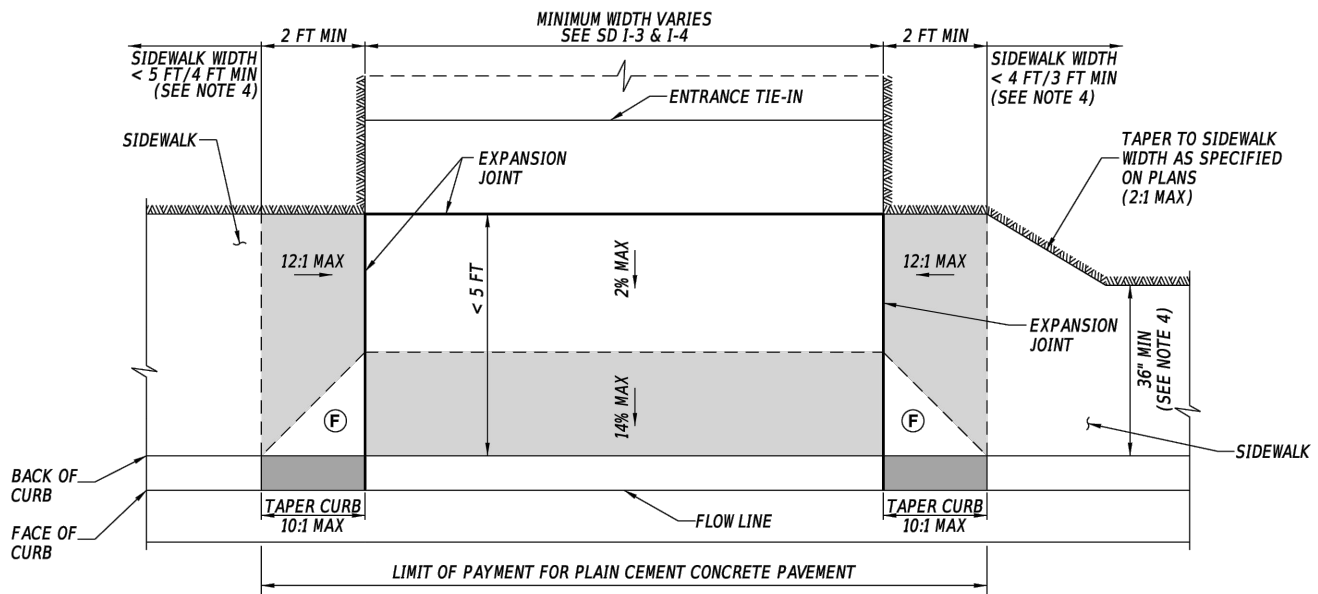 MINIMUM WIDTH VARIES
SEE SD I-3 & I-4
2 FT MIN
2 FT MIN
SIDEWALK WIDTH
< 5 FT/4 FT MIN
(SEE NOTE 4)
SIDEWALK WIDTH
< 4 FT/3 FT MIN
(SEE NOTE 4)
ENTRANCE TIE-IN
SIDEWALK
EXPANSION
JOINT
TAPER TO SIDEWALK
WIDTH AS SPECIFIED
ON PLANS
(2:1 MAX)
12:1 MAX
< 5 FT
2% MAX
12:1 MAX
EXPANSION
JOINT
36" MIN
(SEE NOTE 4)
14% MAX
F
F
SIDEWALK
BACK OF
CURB
FACE OF
CURB
TAPER CURB
10:1 MAX
FLOW LINE
TAPER CURB
10:1 MAX
LIMIT OF PAYMENT FOR PLAIN CEMENT CONCRETE PAVEMENT